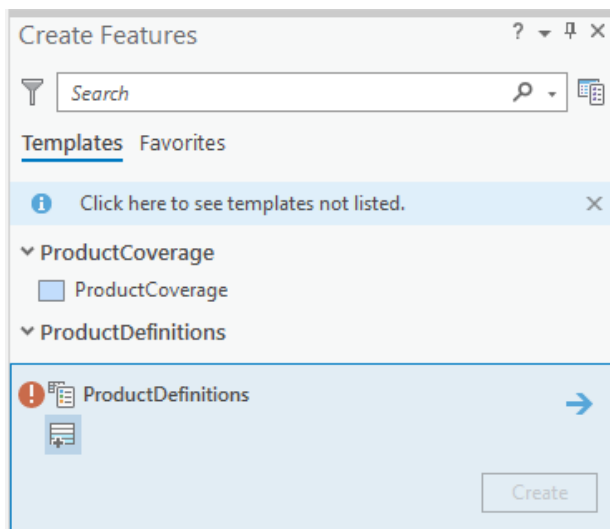 Create Features
?
Search
Templates Favorites
Click here to see templates not listed.
ProductCoverage
ProductCoverage
ProductDefinitions
ProductDefinitions
Create